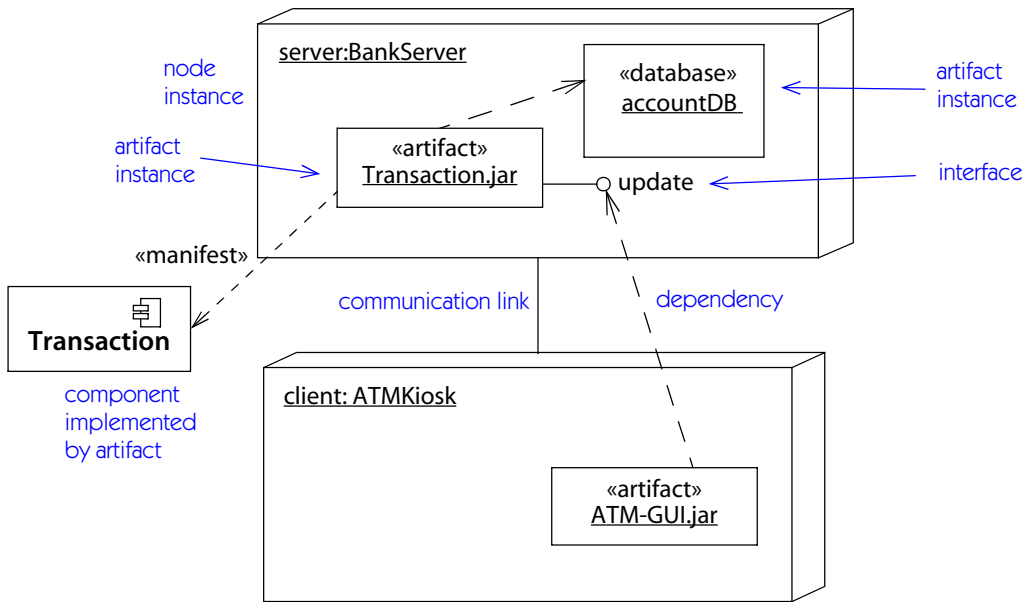 server:BankServer
node
instance
«database»
accountDB
artifact
instance
artifact
instance
«artifact»
Transaction.jar
update
interface
«manifest»
communication link
dependency
Transaction
component
implemented
by artifact
client: ATMKiosk
«artifact»
ATM-GUI.jar